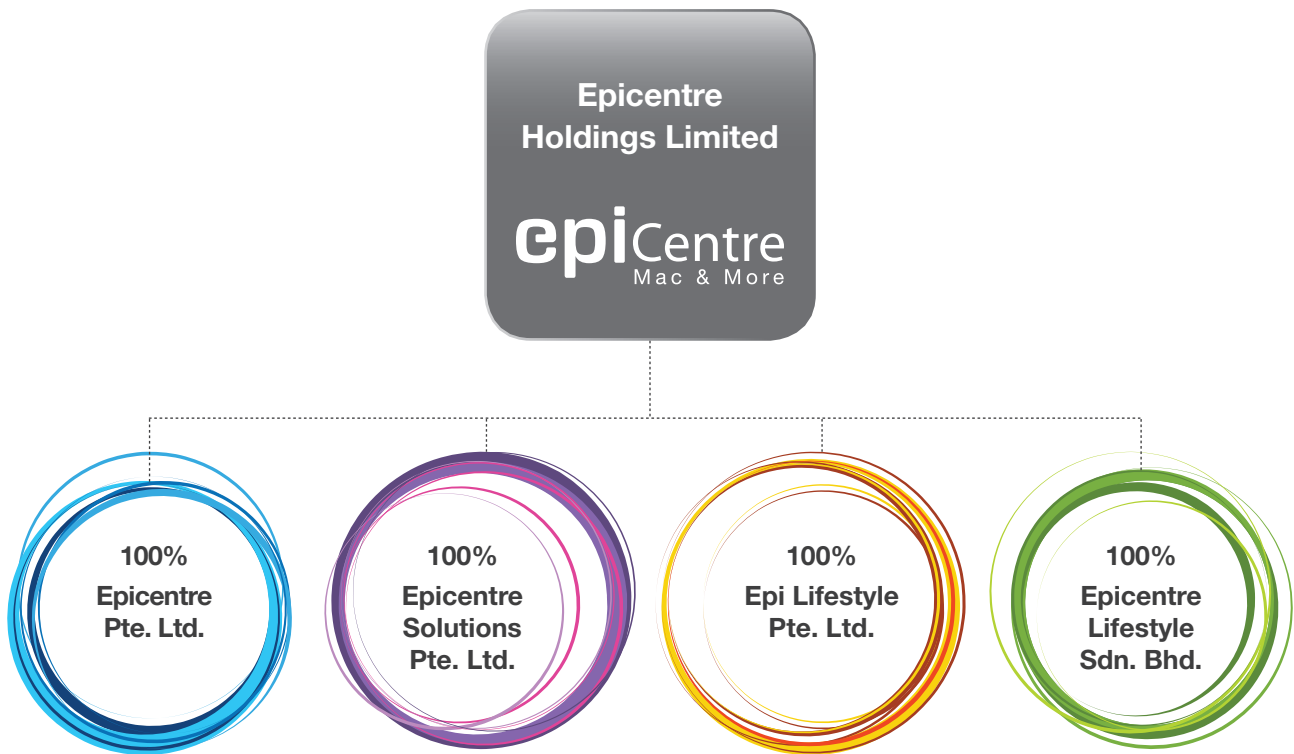 Epicentre
Holdings Limited
epiCentre
Mac & More
100%
Epicentre
Pte. Ltd.
100%
Epicentre
Solutions
Pte. Ltd.
100%
Epi Lifestyle
Pte. Ltd.
100%
Epicentre
Lifestyle
Sdn. Bhd.